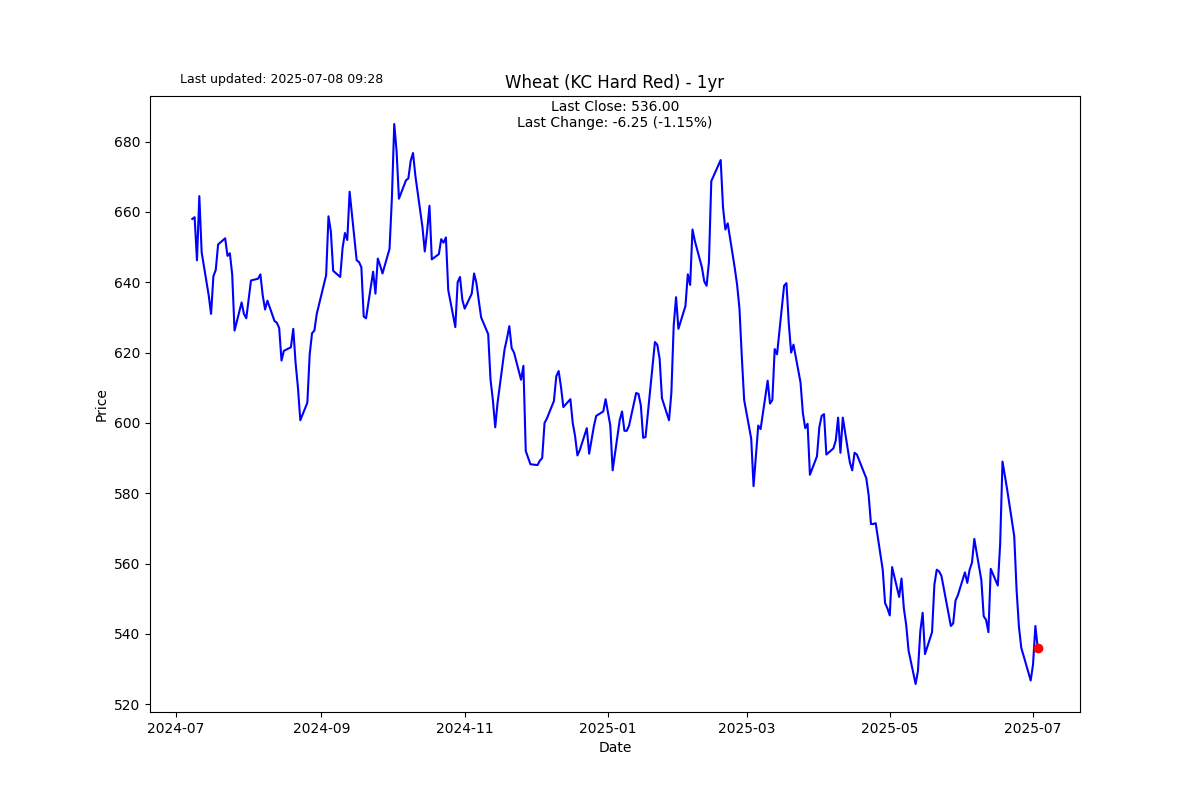 Last updated: 2025-07-08 09:28
Wheat (KC Hard Red) - 1yr
Last Close: 536.00
Last Change: -6.25 (-1.15%)
Price
680
660
640
620
600
580
560
540
520
2024-07
2024-09
2024-11
2025-01
2025-03
2025-05
2025-07
Date